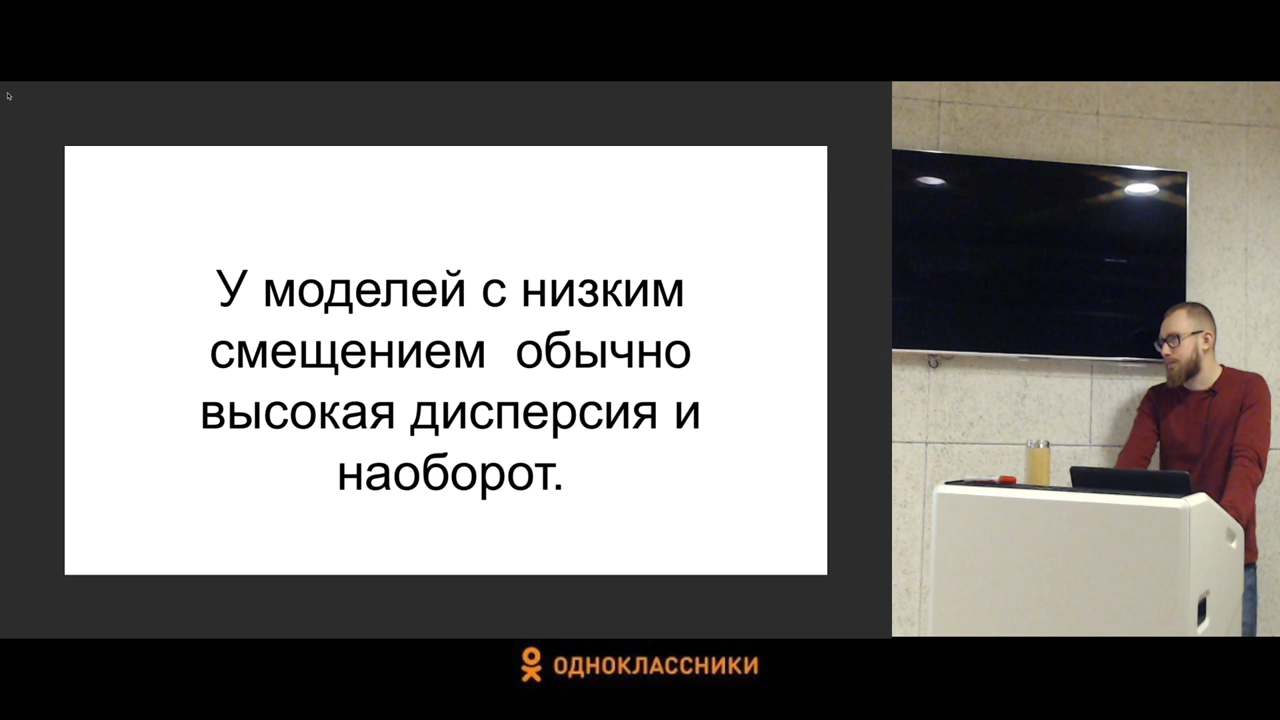 У моделей с низким
смещением обычно
высокая дисперсия и
наоборот.
ОДНОКЛАССНИКИ